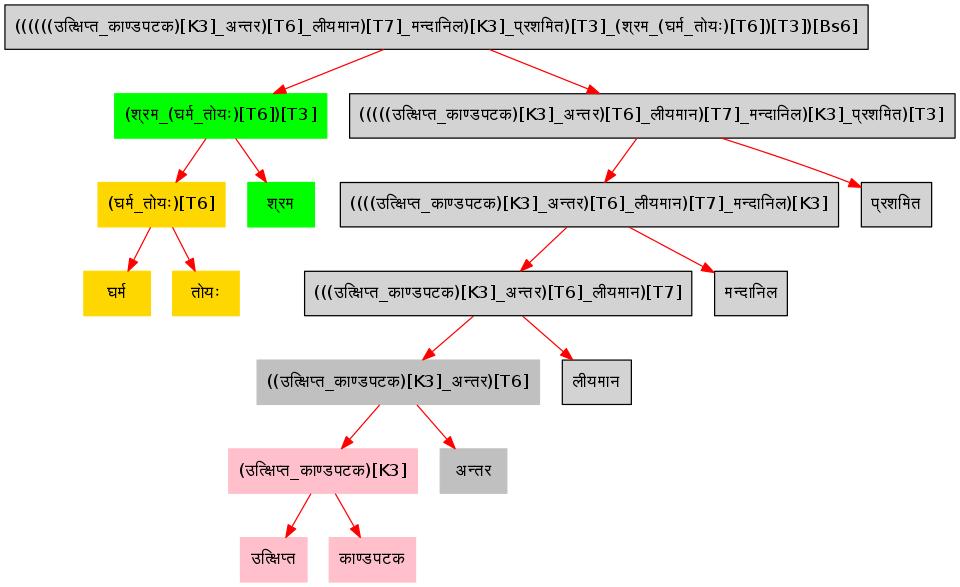 ((((((उत्क्षिप्त_काण्डपटक)[K3]_अन्तर)[T6]_लीयमान)[T7]_मन्दानिल)[K3]_प्रशमित)[T3]_(श्रम_(घर्म_तोयः)[T6])[T3])[Bs6]
(श्रम_(घर्म_तोयः)[T6])[T3]
(((((उत्क्षिप्त_काण्डपटक)[K3]_अन्तर)[T6]_लीयमान)[T7]_मन्दानिल)[K3]_प्रशमित)[T3]
(घर्म_तोयः)[T6]
श्रम
((((उत्क्षिप्त_काण्डपटक)[K3]_अन्तर)[T6]_लीयमान)[T7]_मन्दानिल)[K3]
प्रशमित
घर्म
तोयः
(((उत्क्षिप्त_काण्डपटक)[K3]_अन्तर)[T6]_लीयमान)[T7]
मन्दानिल
((उत्क्षिप्त_काण्डपटक)[K3]_अन्तर)[T6]
लीयमान
(उत्क्षिप्त_काण्डपटक)[K3]
अन्तर
उत्क्षिप्त
काण्डपटक